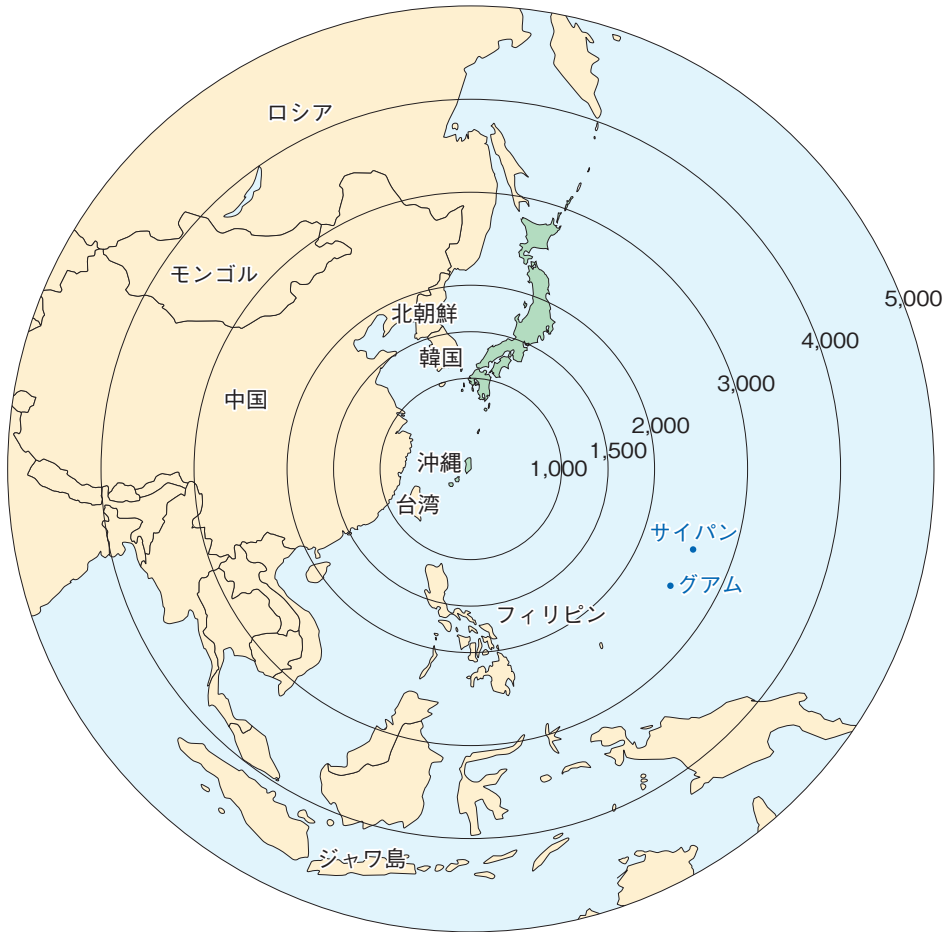 ロシア
モンゴル
北朝鮮
5,000
4,000
韓国
3,000
中国
2,000
1,500
沖縄
1,000
台湾
サイパン
グアム
フィリピン
ジャワ島